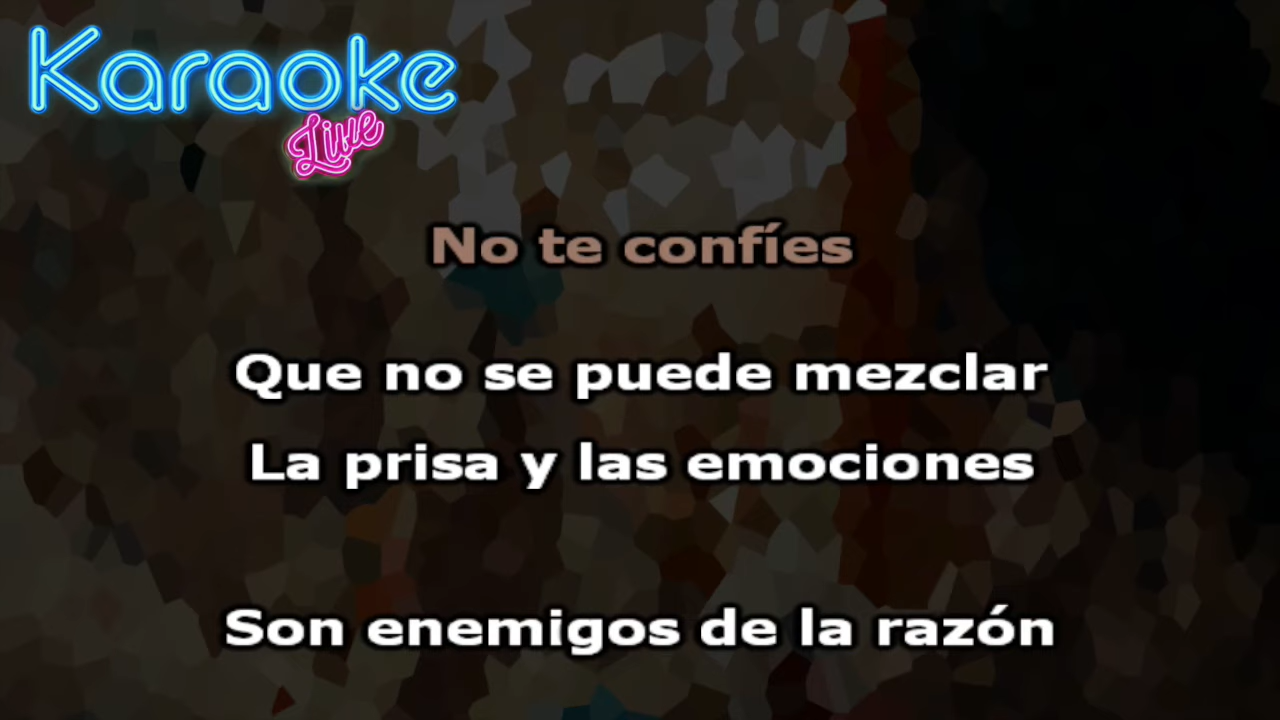 Karaoke
Live
No te confíes
Que no se puede mezclar
La prisa y las emociones
Son enemigos de la razón